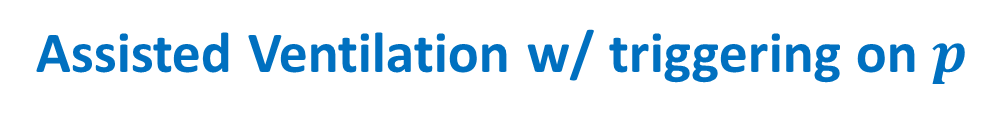 Assisted Ventilation w/ triggering on p